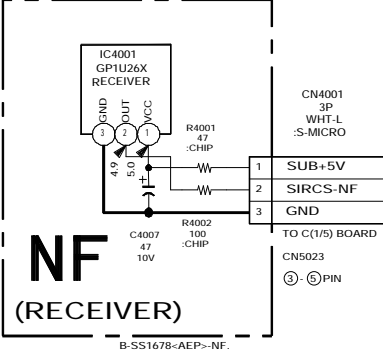 IC4001
GP1U26X
RECEIVER
GND
OUT
VCC
3
2
1
4.9
5.0
R4001
47
:CHIP
CN4001
3P
WHT-L
:S-MICRO
1 SUB+5V
2 SIRCS-NF
3 GND
+
C4007
47
10V
R4002
100
:CHIP
TO C(1/5) BOARD
CN5023
③-⑤PIN
NF
(RECEIVER)
B-SS1678<AEP>-NF.